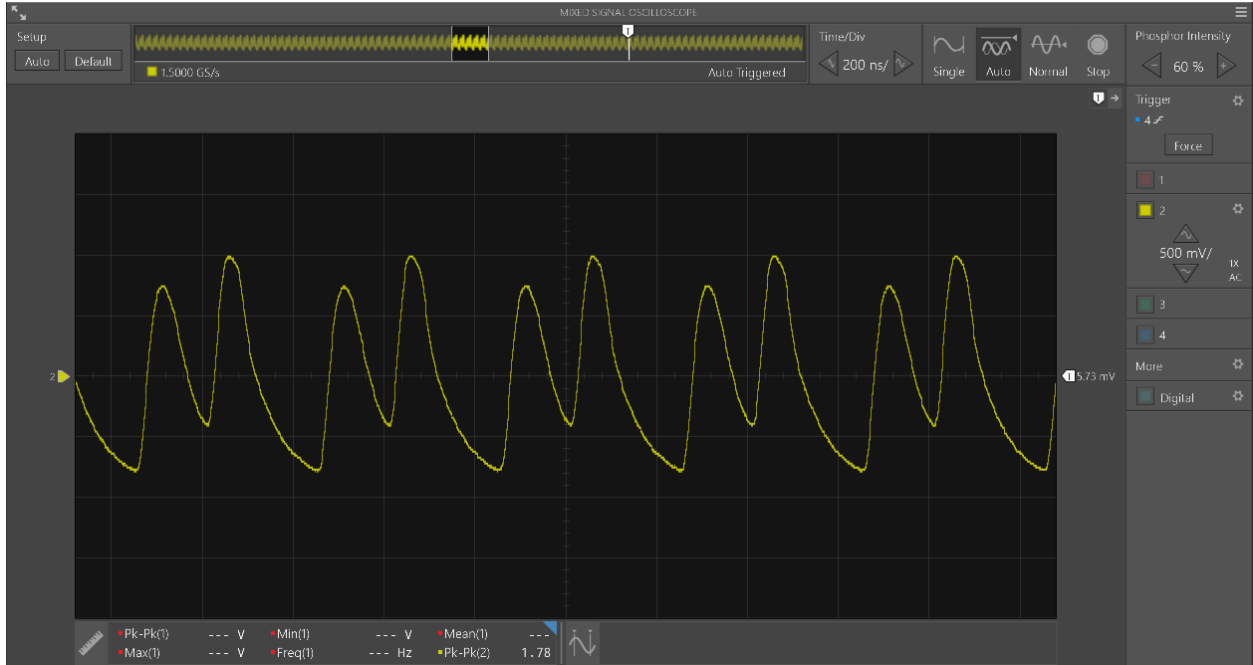 MIXED SIGNAL OSCILLOSCOPE
Setup
Auto Default
T
1.5000 GS/s Auto Triggered
Time/Div
200 ns/
Single Auto Normal Stop
Phosphor Intensity
- 60 % +
T
Trigger
4
Force
1
2
500 mV/
1X
AC
3
4
More
Digital
2
T 5.73 mV
Pk-Pk(1) --- V Min(1) --- V Mean(1) ---
Max(1) --- V Freq(1) --- Hz Pk-Pk(2) 1.78